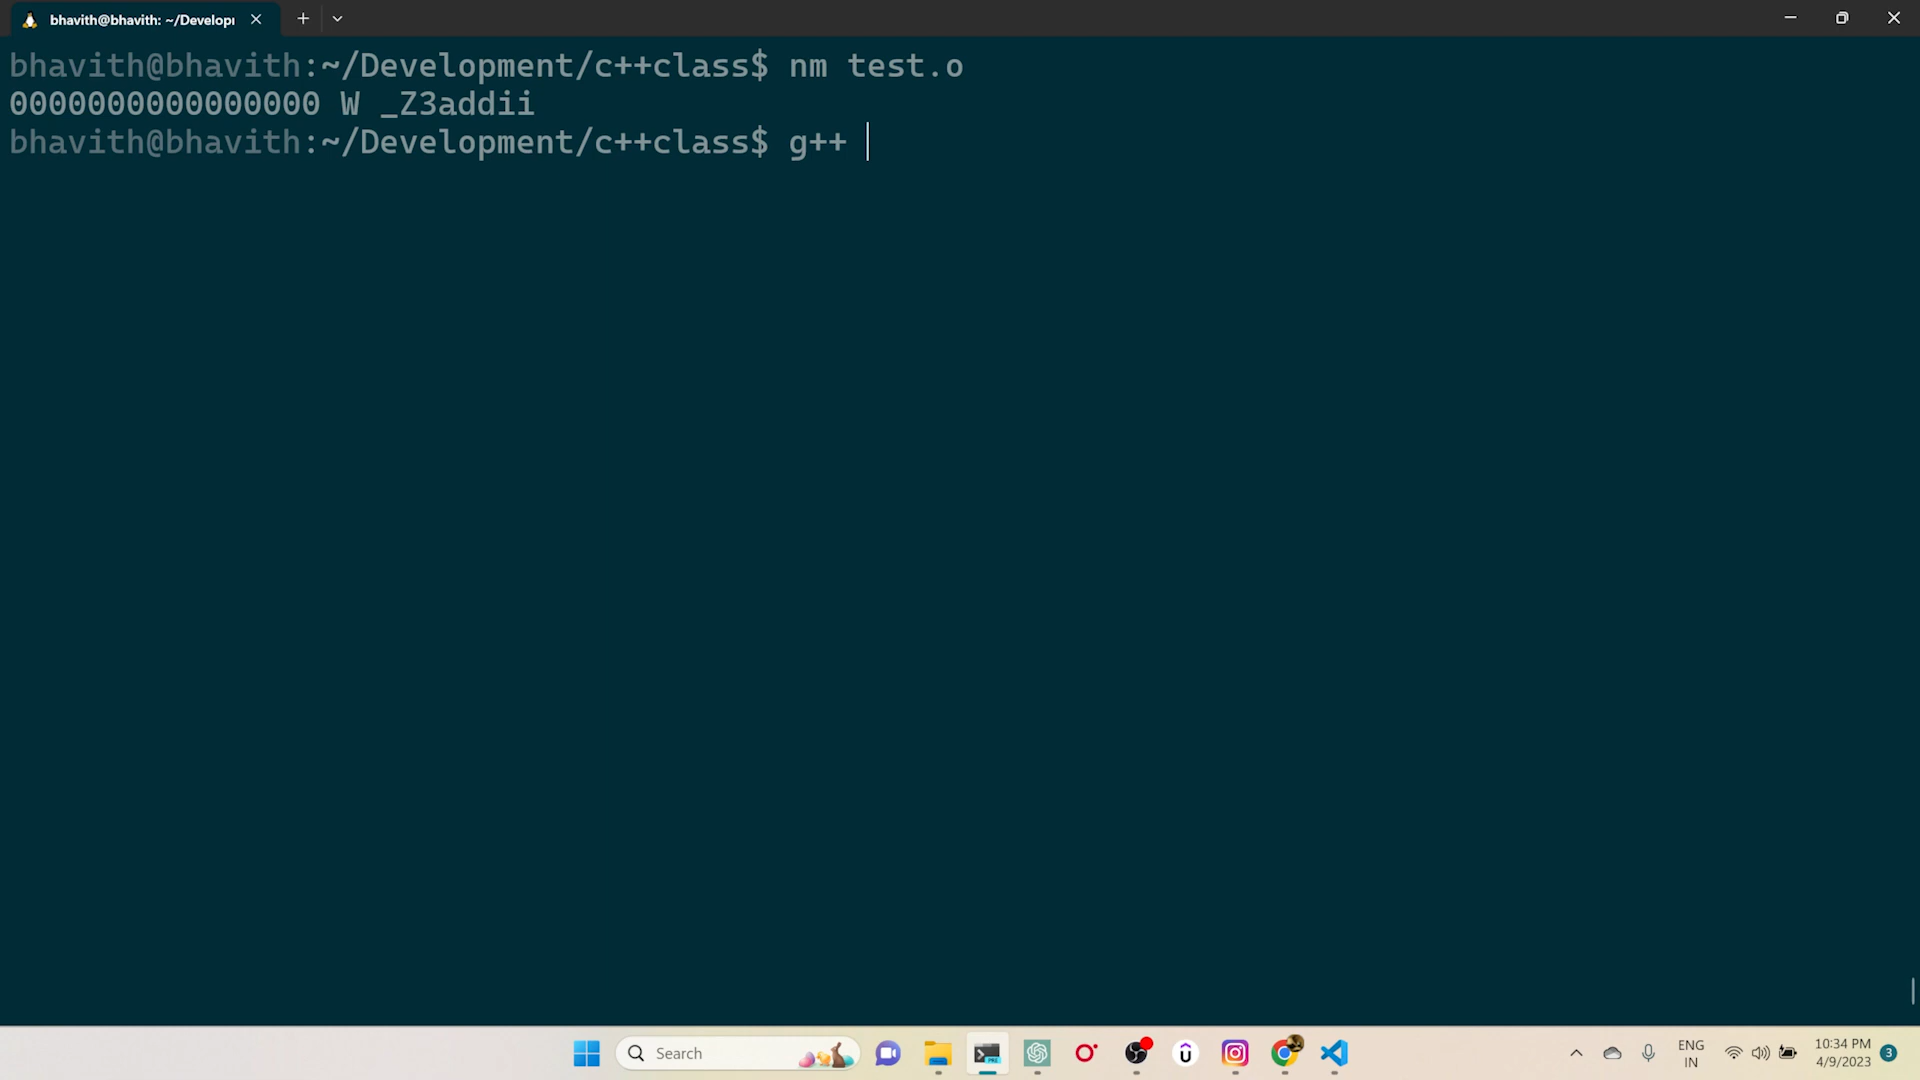 bhavith@bhavith: ~/Develop
bhavith@bhavith:~/Development/c++class$ nm test.o
0000000000000000 W _Z3addii
bhavith@bhavith:~/Development/c++class$ g++
Search
ENG
IN
10:34 PM
4/9/2023
3